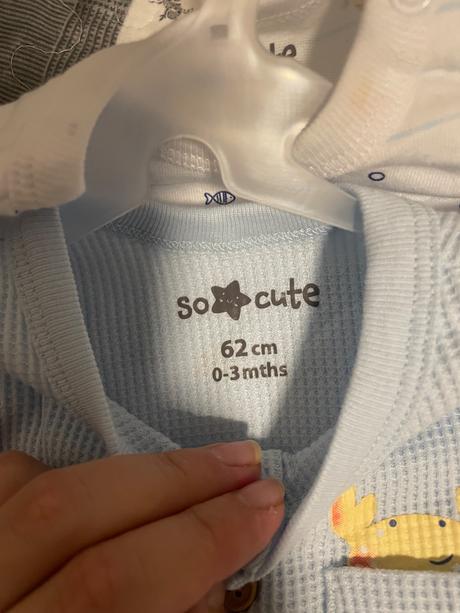 so cute
62 cm
0-3 mths